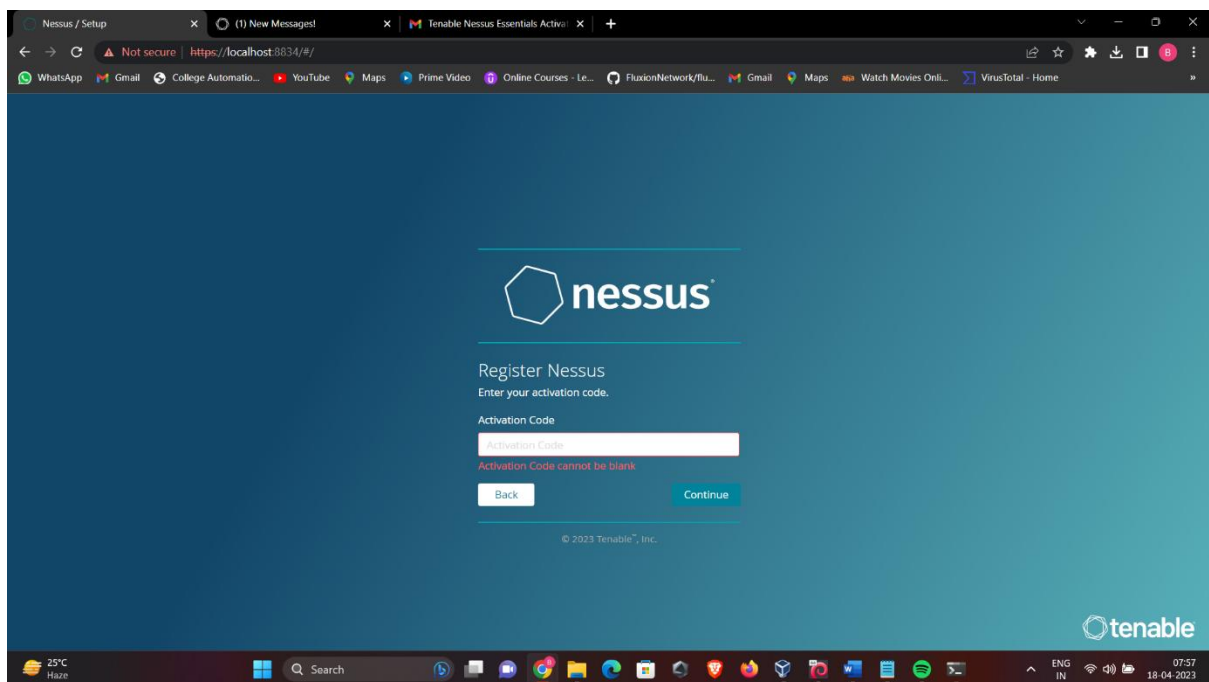 Nessus / Setup
(1) New Messages!
Tenable Nessus Essentials Activat
Not secure | https://localhost:8834/#/
B
WhatsApp Gmail College Automatio... YouTube Maps Prime Video Online Courses - Le... FluxionNetwork/flu... Gmail Maps Watch Movies Onli... VirusTotal - Home »
nessus
Register Nessus
Enter your activation code.
Activation Code
Activation Code
Activation Code cannot be blank
Back Continue
© 2023 Tenable™, Inc.
tenable
25°C
Haze
Search
ENG
IN
07:57
18-04-2023